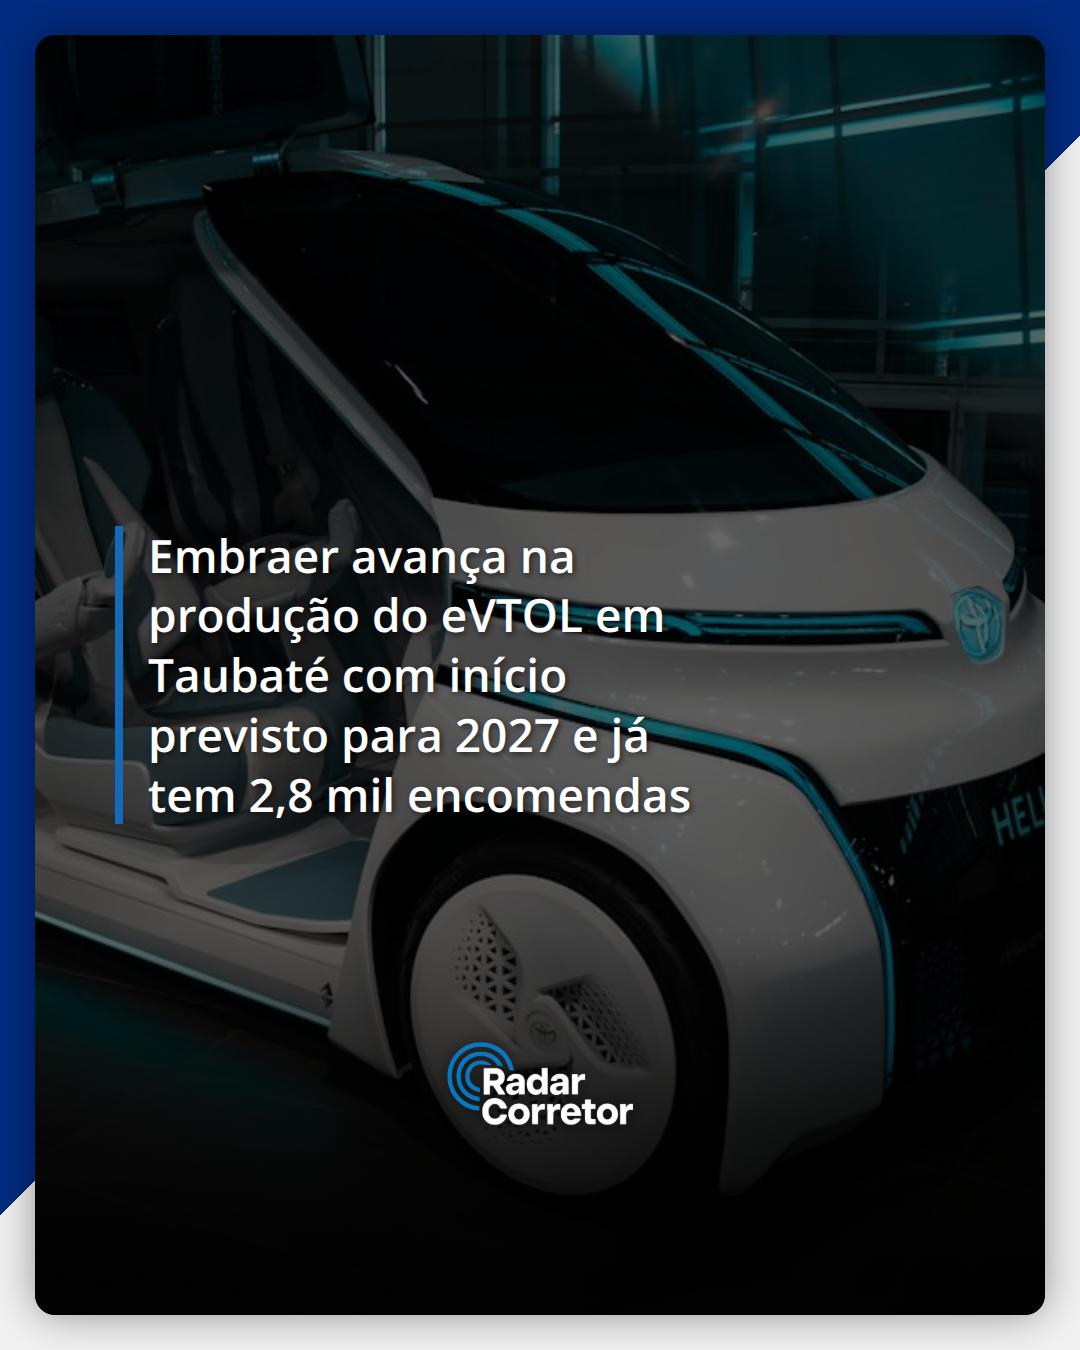 Embraer avança na
produção do eVTOL em
Taubaté com início
previsto para 2027 e já
tem 2,8 mil encomendas
HELL
Radar
Corretor